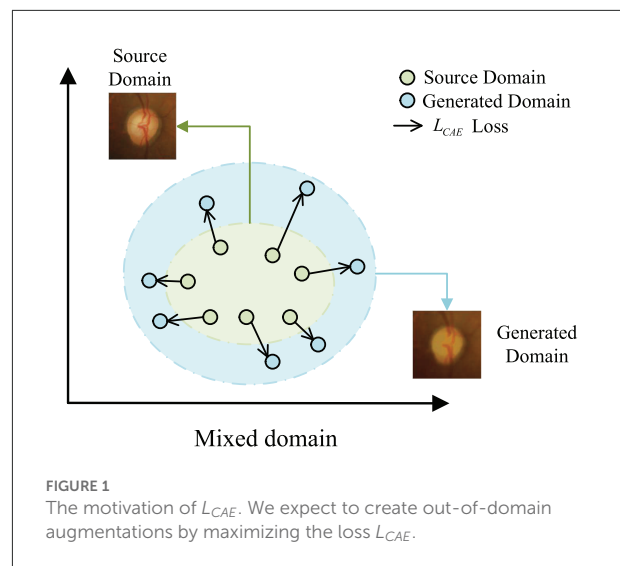 Source
Domain
Source Domain
Generated Domain
L_CAE Loss
Generated
Domain
Mixed domain
FIGURE 1
The motivation of L_CAE. We expect to create out-of-domain
augmentations by maximizing the loss L_CAE.